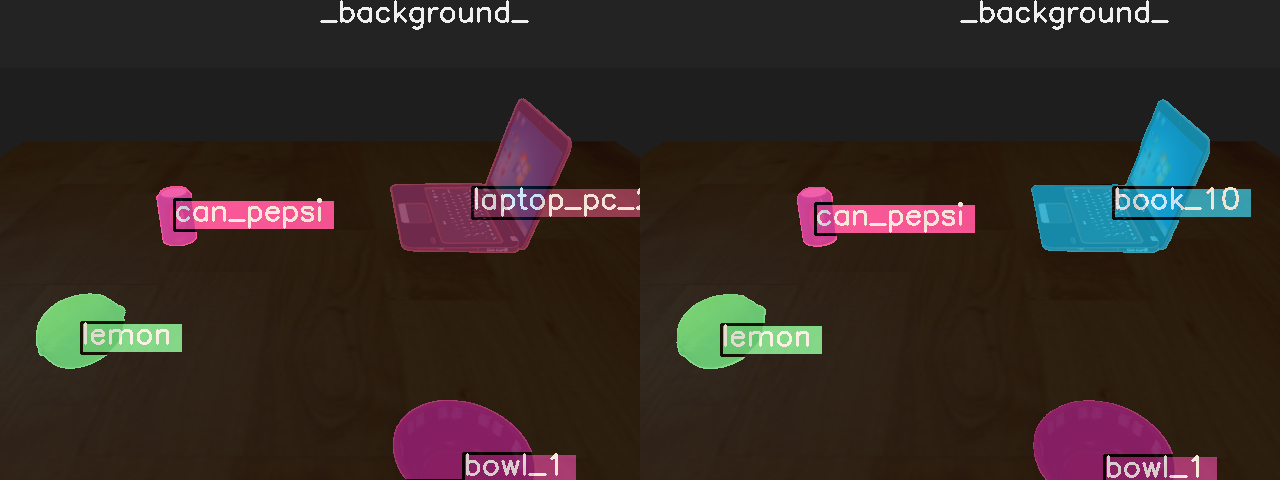 _background_
_background_
laptop_pc_
book_10
can_pepsi
can_pepsi
lemon
lemon
bowl_1
bowl_1